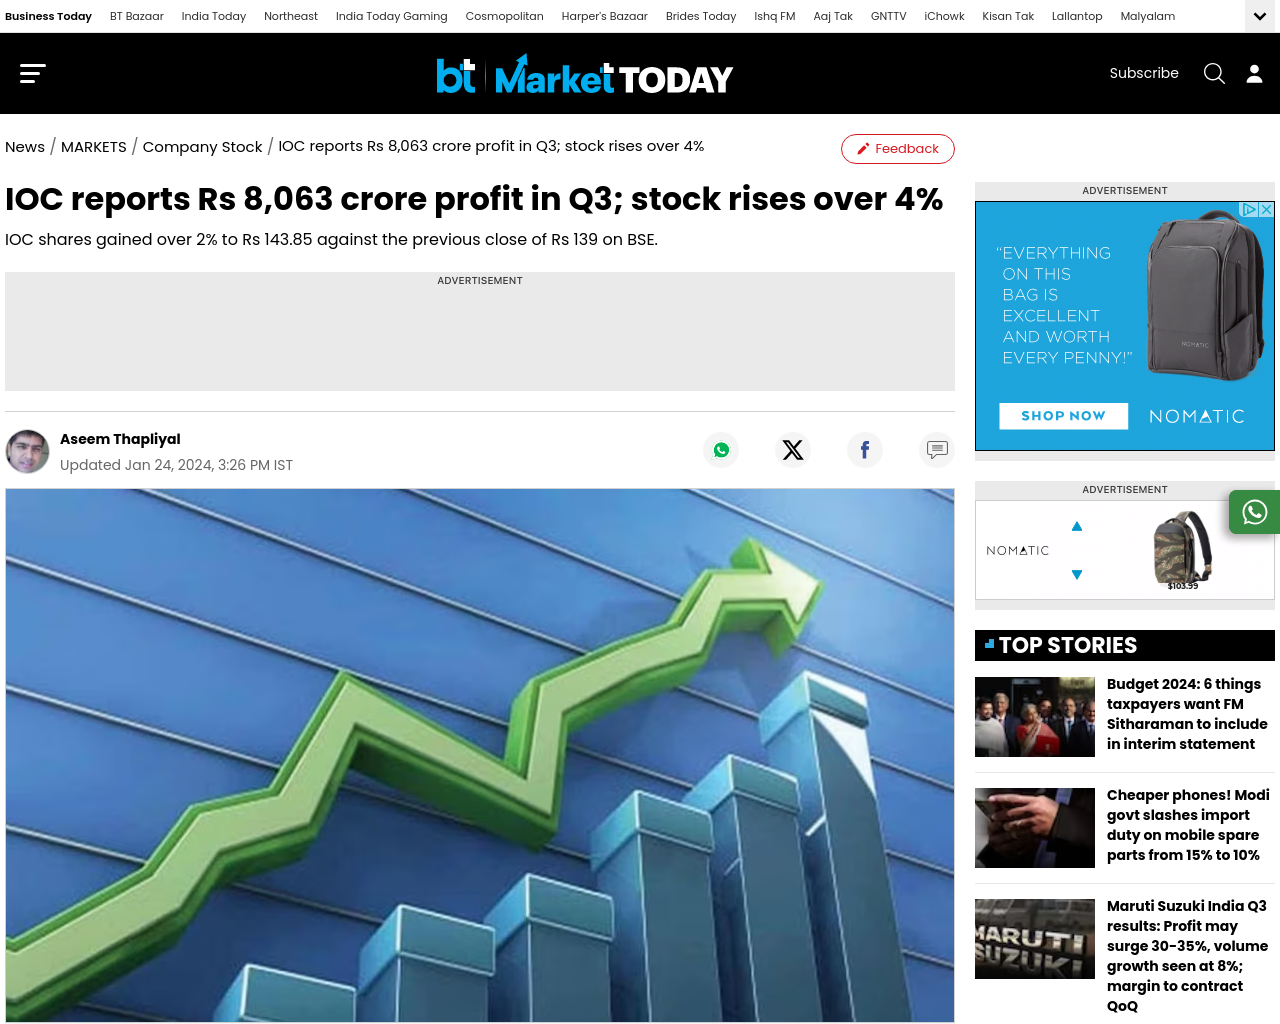 Business Today BT Bazaar India Today Northeast India Today Gaming Cosmopolitan Harper's Bazaar Brides Today Ishq FM Aaj Tak GNTTV iChowk Kisan Tak Lallantop Malyalam
bt Market TODAY
Subscribe
News / MARKETS / Company Stock / IOC reports Rs 8,063 crore profit in Q3; stock rises over 4%
Feedback
IOC reports Rs 8,063 crore profit in Q3; stock rises over 4%
IOC shares gained over 2% to Rs 143.85 against the previous close of Rs 139 on BSE.
ADVERTISEMENT
Aseem Thapliyal
Updated Jan 24, 2024, 3:26 PM IST
ADVERTISEMENT
“EVERYTHING
ON THIS
BAG IS
EXCELLENT
AND WORTH
EVERY PENNY!”
NOMATIC
SHOP NOW
NOMATIC
ADVERTISEMENT
NOMATIC
$103.99
TOP STORIES
Budget 2024: 6 things
taxpayers want FM
Sitharaman to include
in interim statement
Cheaper phones! Modi
govt slashes import
duty on mobile spare
parts from 15% to 10%
MARUTI
SUZUKI
Maruti Suzuki India Q3
results: Profit may
surge 30-35%, volume
growth seen at 8%;
margin to contract
QoQ